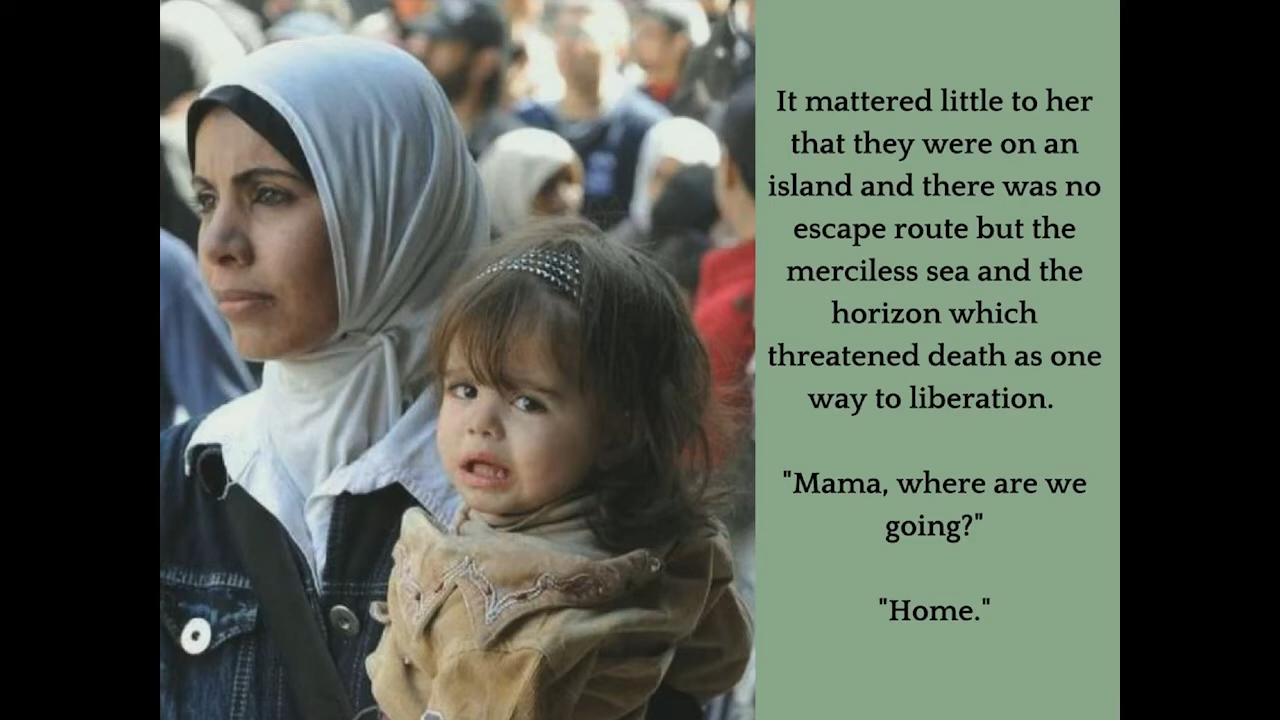 It mattered little to her
that they were on an
island and there was no
escape route but the
merciless sea and the
horizon which
threatened death as one
way to liberation.
"Mama, where are we
going?"
"Home."